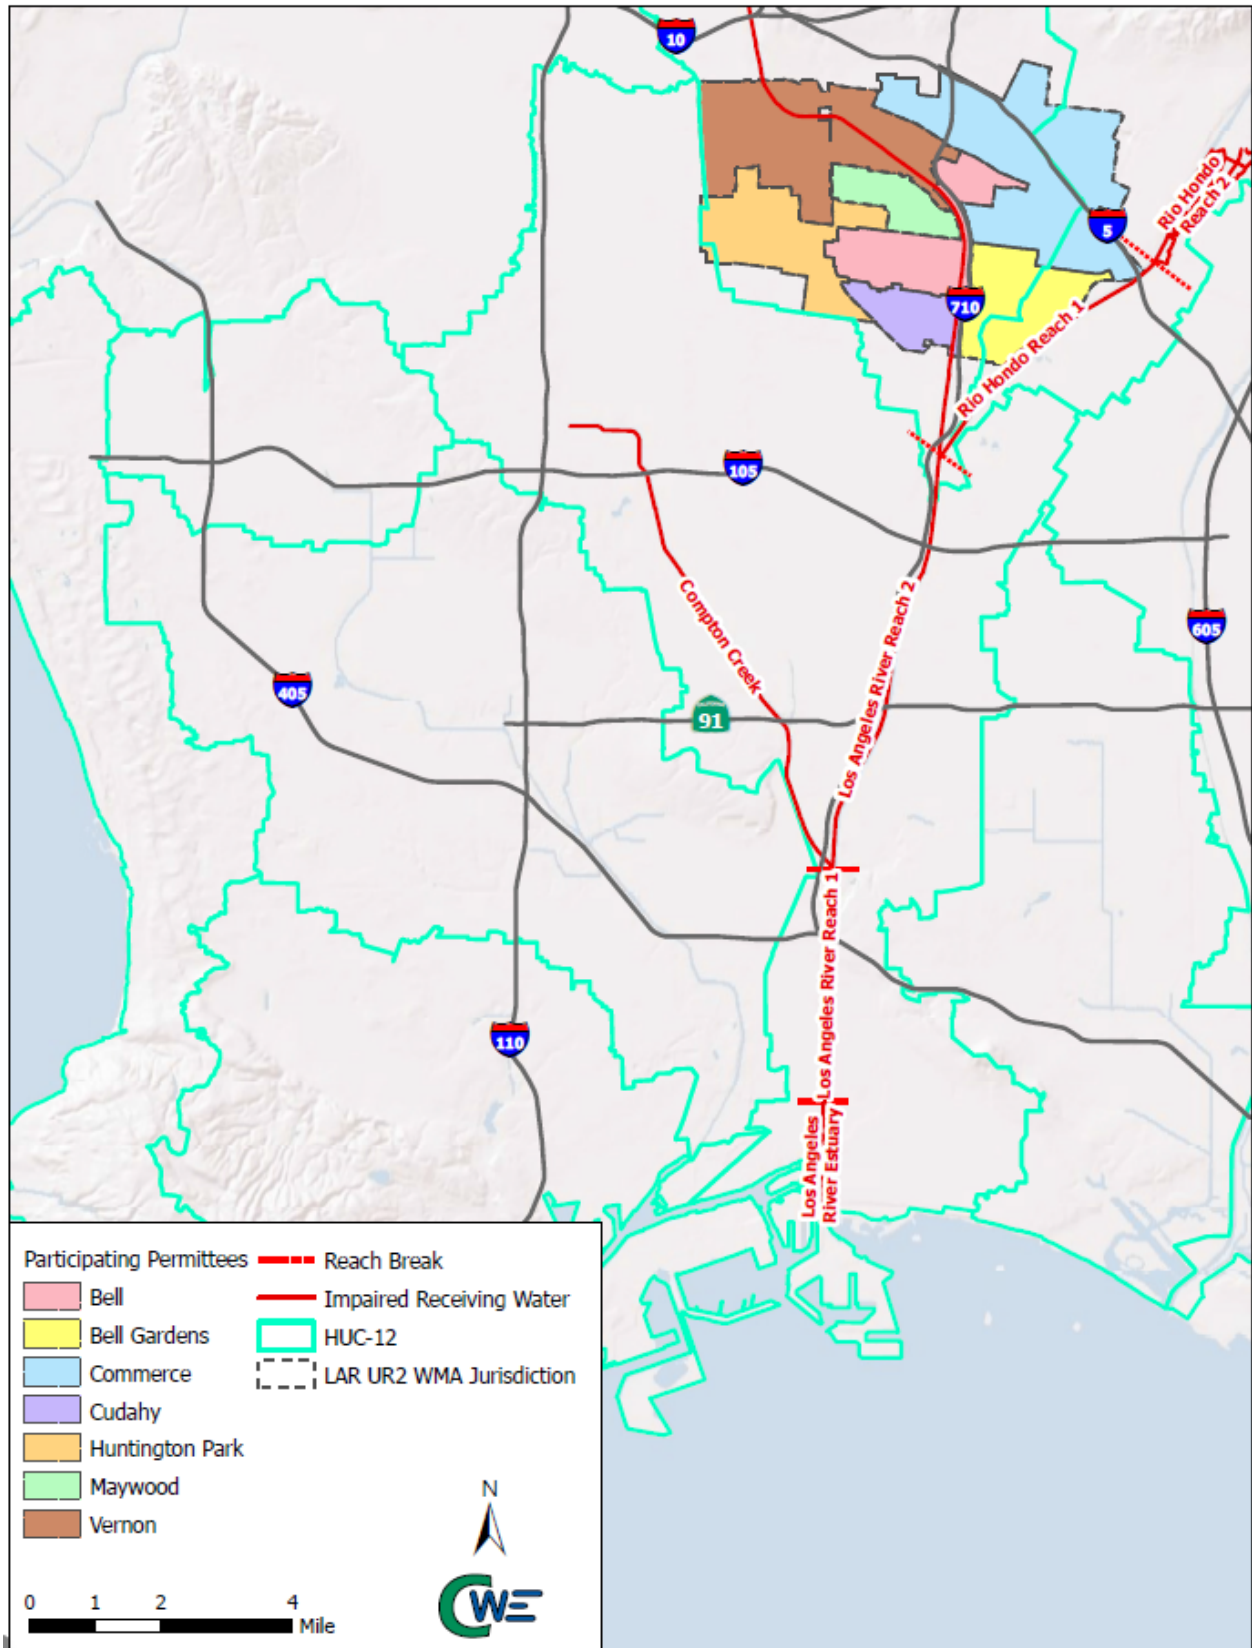 10
Rio Hondo
Reach 2
5
710
Rio Hondo Reach 1
105
Compton Creek
Los Angeles River Reach 2
605
405
91
Los Angeles River Reach 1
110
Los Angeles
River Estuary
Participating Permittees
Bell
Bell Gardens
Commerce
Cudahy
Huntington Park
Maywood
Vernon
Reach Break
Impaired Receiving Water
HUC-12
LAR UR2 WMA Jurisdiction
N
0 1 2 4
Mile
CWE